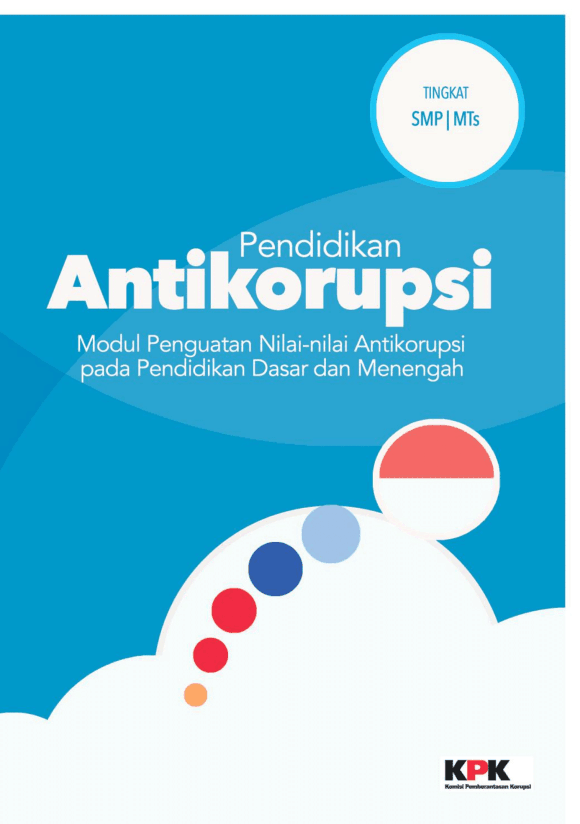 TINGKAT
SMP | MTs
Pendidikan
Antikorupsi
Modul Penguatan Nilai-nilai Antikorupsi
pada Pendidikan Dasar dan Menengah
KPK
Komisi Pemberantasan Korupsi